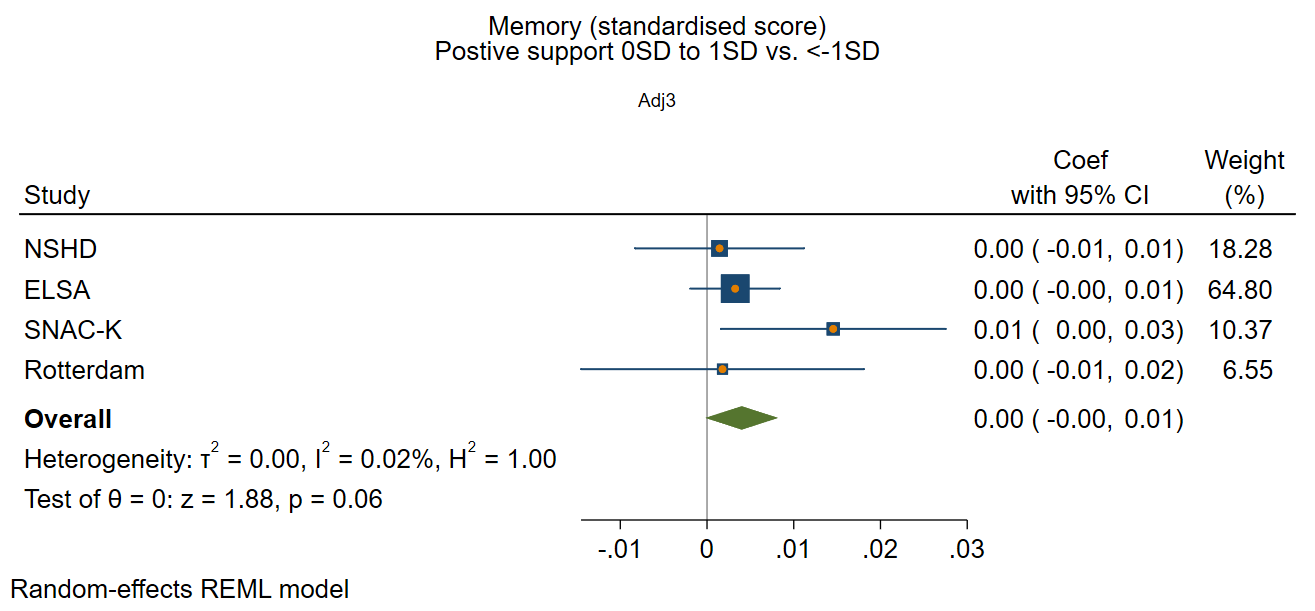 Memory (standardised score)
Postive support 0SD to 1SD vs. <-1SD
Adj3
Coef Weight
Study with 95% CI (%)
NSHD 0.00 ( -0.01, 0.01) 18.28
ELSA 0.00 ( -0.00, 0.01) 64.80
SNAC-K 0.01 ( 0.00, 0.03) 10.37
Rotterdam 0.00 ( -0.01, 0.02) 6.55
Overall 0.00 ( -0.00, 0.01)
Heterogeneity: τ² = 0.00, I² = 0.02%, H² = 1.00
Test of θ = 0: z = 1.88, p = 0.06
-.01 0 .01 .02 .03
Random-effects REML model